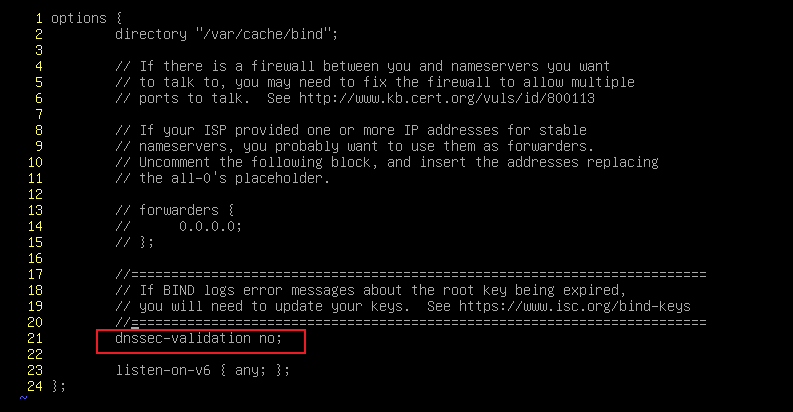 1 options {
2 directory "/var/cache/bind";
3
4 // If there is a firewall between you and nameservers you want
5 // to talk to, you may need to fix the firewall to allow multiple
6 // ports to talk.  See http://www.kb.cert.org/vuls/id/800113
7
8 // If your ISP provided one or more IP addresses for stable
9 // nameservers, you probably want to use them as forwarders.
10 // Uncomment the following block, and insert the addresses replacing
11 // the all-0's placeholder.
12
13 // forwarders {
14 //      0.0.0.0;
15 // };
16
17 //========================================================================
18 // If BIND logs error messages about the root key being expired,
19 // you will need to update your keys.  See https://www.isc.org/bind-keys
20 //========================================================================
21 dnssec-validation no;
22
23 listen-on-v6 { any; };
24 };
~